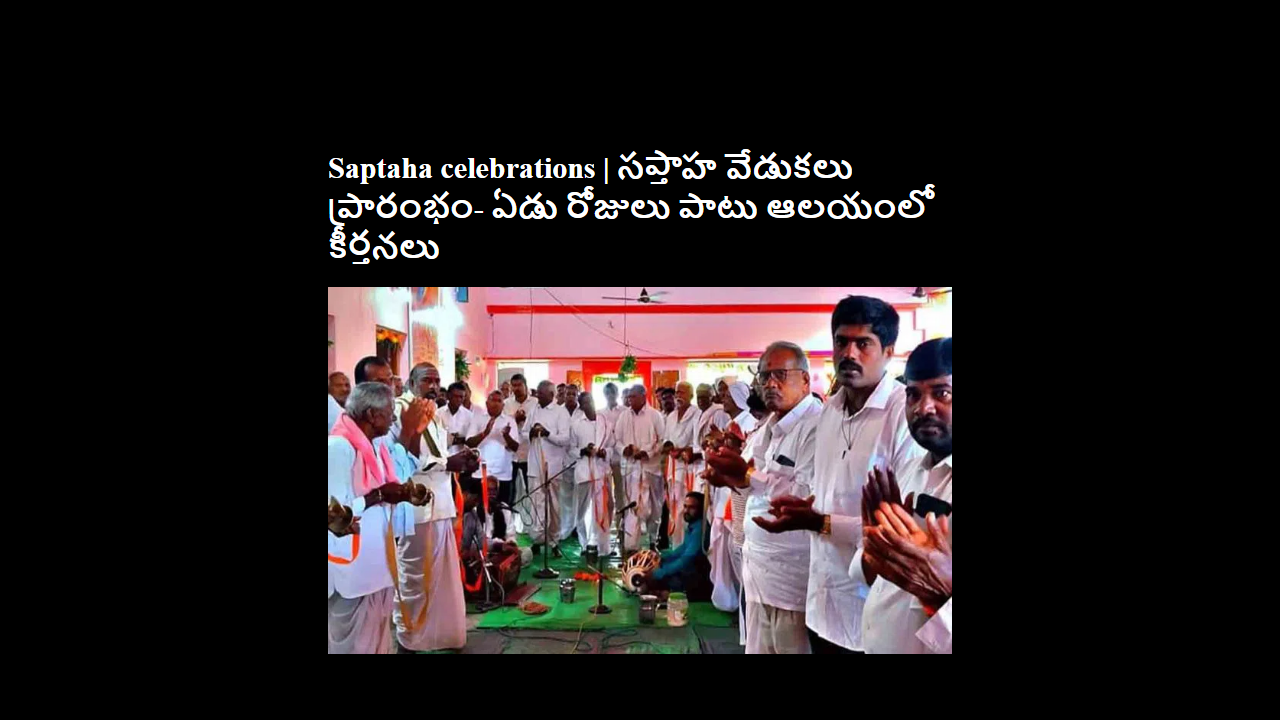 Saptaha celebrations | సప్తాహ వేడుకలు
ప్రారంభం- ఏడు రోజులు పాటు ఆలయంలో
కీర్తనలు